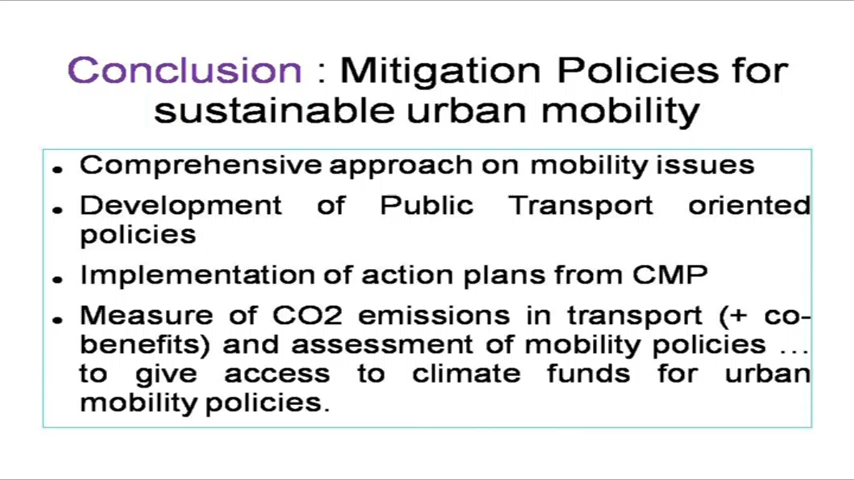 Conclusion : Mitigation Policies for
sustainable urban mobility
• Comprehensive approach on mobility issues
• Development of Public Transport oriented
policies
• Implementation of action plans from CMP
• Measure of CO2 emissions in transport (+ co-
benefits) and assessment of mobility policies …
to give access to climate funds for urban
mobility policies.